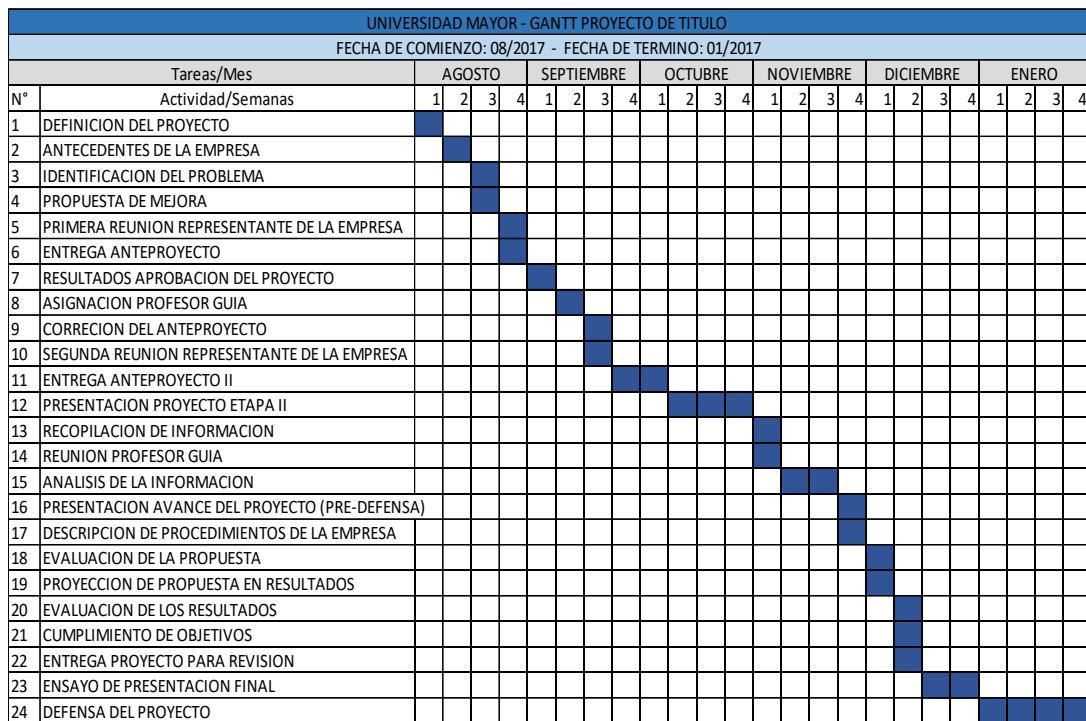 UNIVERSIDAD MAYOR - GANTT PROYECTO DE TITULO
FECHA DE COMIENZO: 08/2017 - FECHA DE TERMINO: 01/2017
Tareas/Mes AGOSTO SEPTIEMBRE OCTUBRE NOVIEMBRE DICIEMBRE ENERO
N° Actividad/Semanas 1 2 3 4 1 2 3 4 1 2 3 4 1 2 3 4 1 2 3 4 1 2 3 4
1 DEFINICION DEL PROYECTO
2 ANTECEDENTES DE LA EMPRESA
3 IDENTIFICACION DEL PROBLEMA
4 PROPUESTA DE MEJORA
5 PRIMERA REUNION REPRESENTANTE DE LA EMPRESA
6 ENTREGA ANTEPROYECTO
7 RESULTADOS APROBACION DEL PROYECTO
8 ASIGNACION PROFESOR GUIA
9 CORRECION DEL ANTEPROYECTO
10 SEGUNDA REUNION REPRESENTANTE DE LA EMPRESA
11 ENTREGA ANTEPROYECTO II
12 PRESENTACION PROYECTO ETAPA II
13 RECOPILACION DE INFORMACION
14 REUNION PROFESOR GUIA
15 ANALISIS DE LA INFORMACION
16 PRESENTACION AVANCE DEL PROYECTO (PRE-DEFENSA)
17 DESCRIPCION DE PROCEDIMIENTOS DE LA EMPRESA
18 EVALUACION DE LA PROPUESTA
19 PROYECCION DE PROPUESTA EN RESULTADOS
20 EVALUACION DE LOS RESULTADOS
21 CUMPLIMIENTO DE OBJETIVOS
22 ENTREGA PROYECTO PARA REVISION
23 ENSAYO DE PRESENTACION FINAL
24 DEFENSA DEL PROYECTO